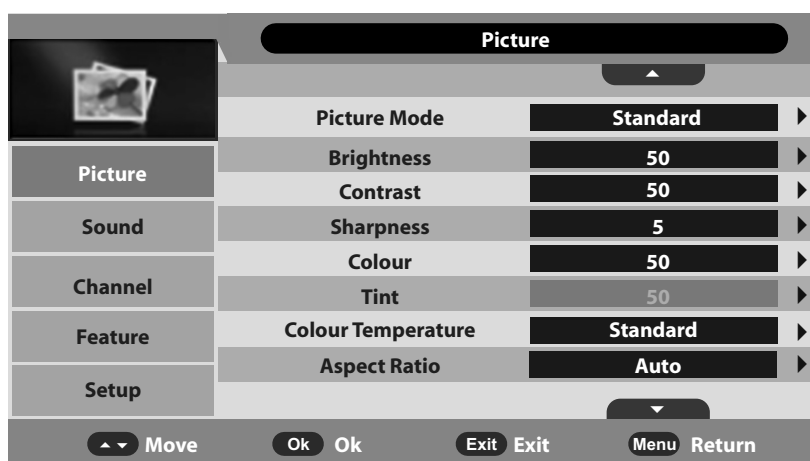 Picture
Picture Mode Standard
Brightness 50
Contrast 50
Sharpness 5
Colour 50
Tint 50
Colour Temperature Standard
Aspect Ratio Auto
Picture
Sound
Channel
Feature
Setup
Move Ok Ok Exit Exit Menu Return